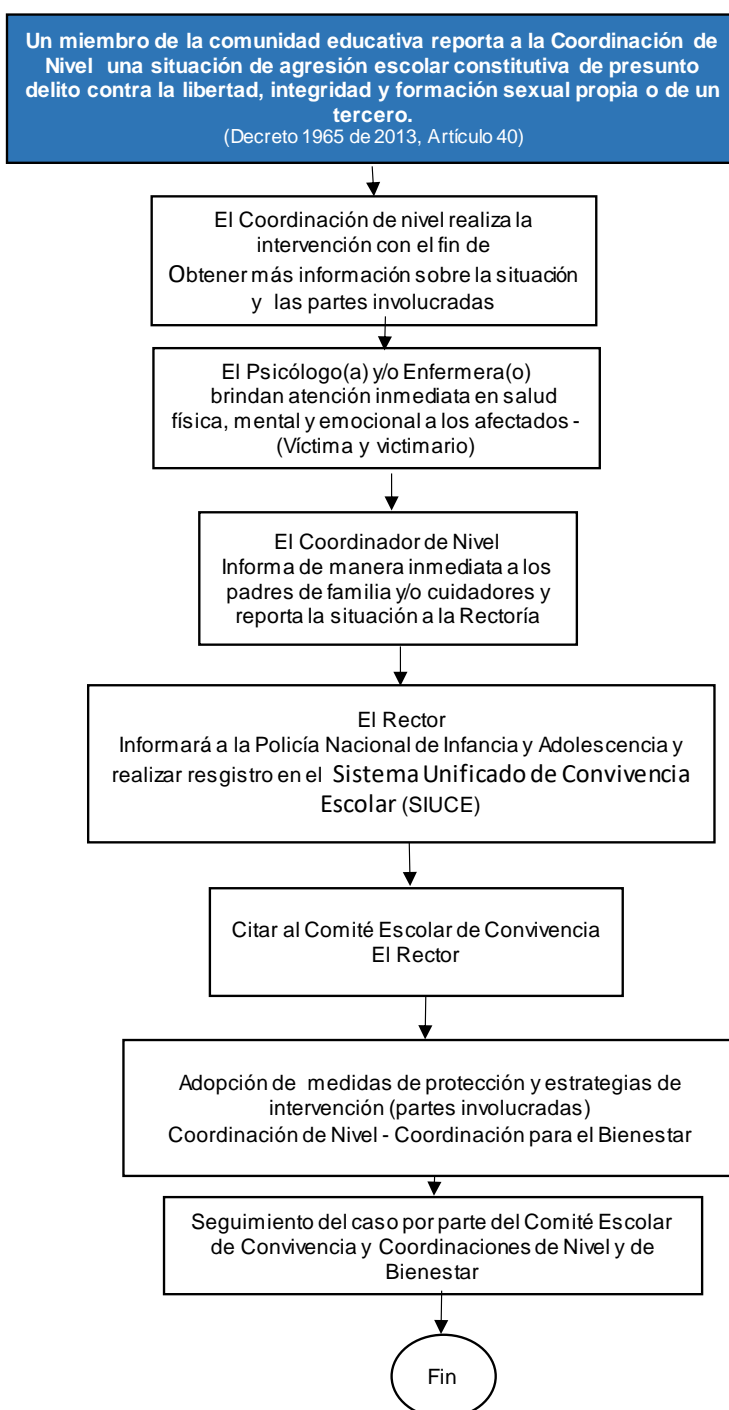 Un miembro de la comunidad educativa reporta a la Coordinación de
Nivel una situación de agresión escolar constitutiva de presunto
delito contra la libertad, integridad y formación sexual propia o de un
tercero.
(Decreto 1965 de 2013, Artículo 40)
El Coordinación de nivel realiza la
intervención con el fin de
Obtener más información sobre la situación
y las partes involucradas
El Psicólogo(a) y/o Enfermera(o)
brindan atención inmediata en salud
física, mental y emocional a los afectados -
(Víctima y victimario)
El Coordinador de Nivel
Informa de manera inmediata a los
padres de familia y/o cuidadores y
reporta la situación a la Rectoría
El Rector
Informará a la Policía Nacional de Infancia y Adolescencia y
realizar resgistro en el Sistema Unificado de Convivencia
Escolar (SIUCE)
Citar al Comité Escolar de Convivencia
El Rector
Adopción de medidas de protección y estrategias de
intervención (partes involucradas)
Coordinación de Nivel - Coordinación para el Bienestar
Seguimiento del caso por parte del Comité Escolar
de Convivencia y Coordinaciones de Nivel y de
Bienestar
Fin